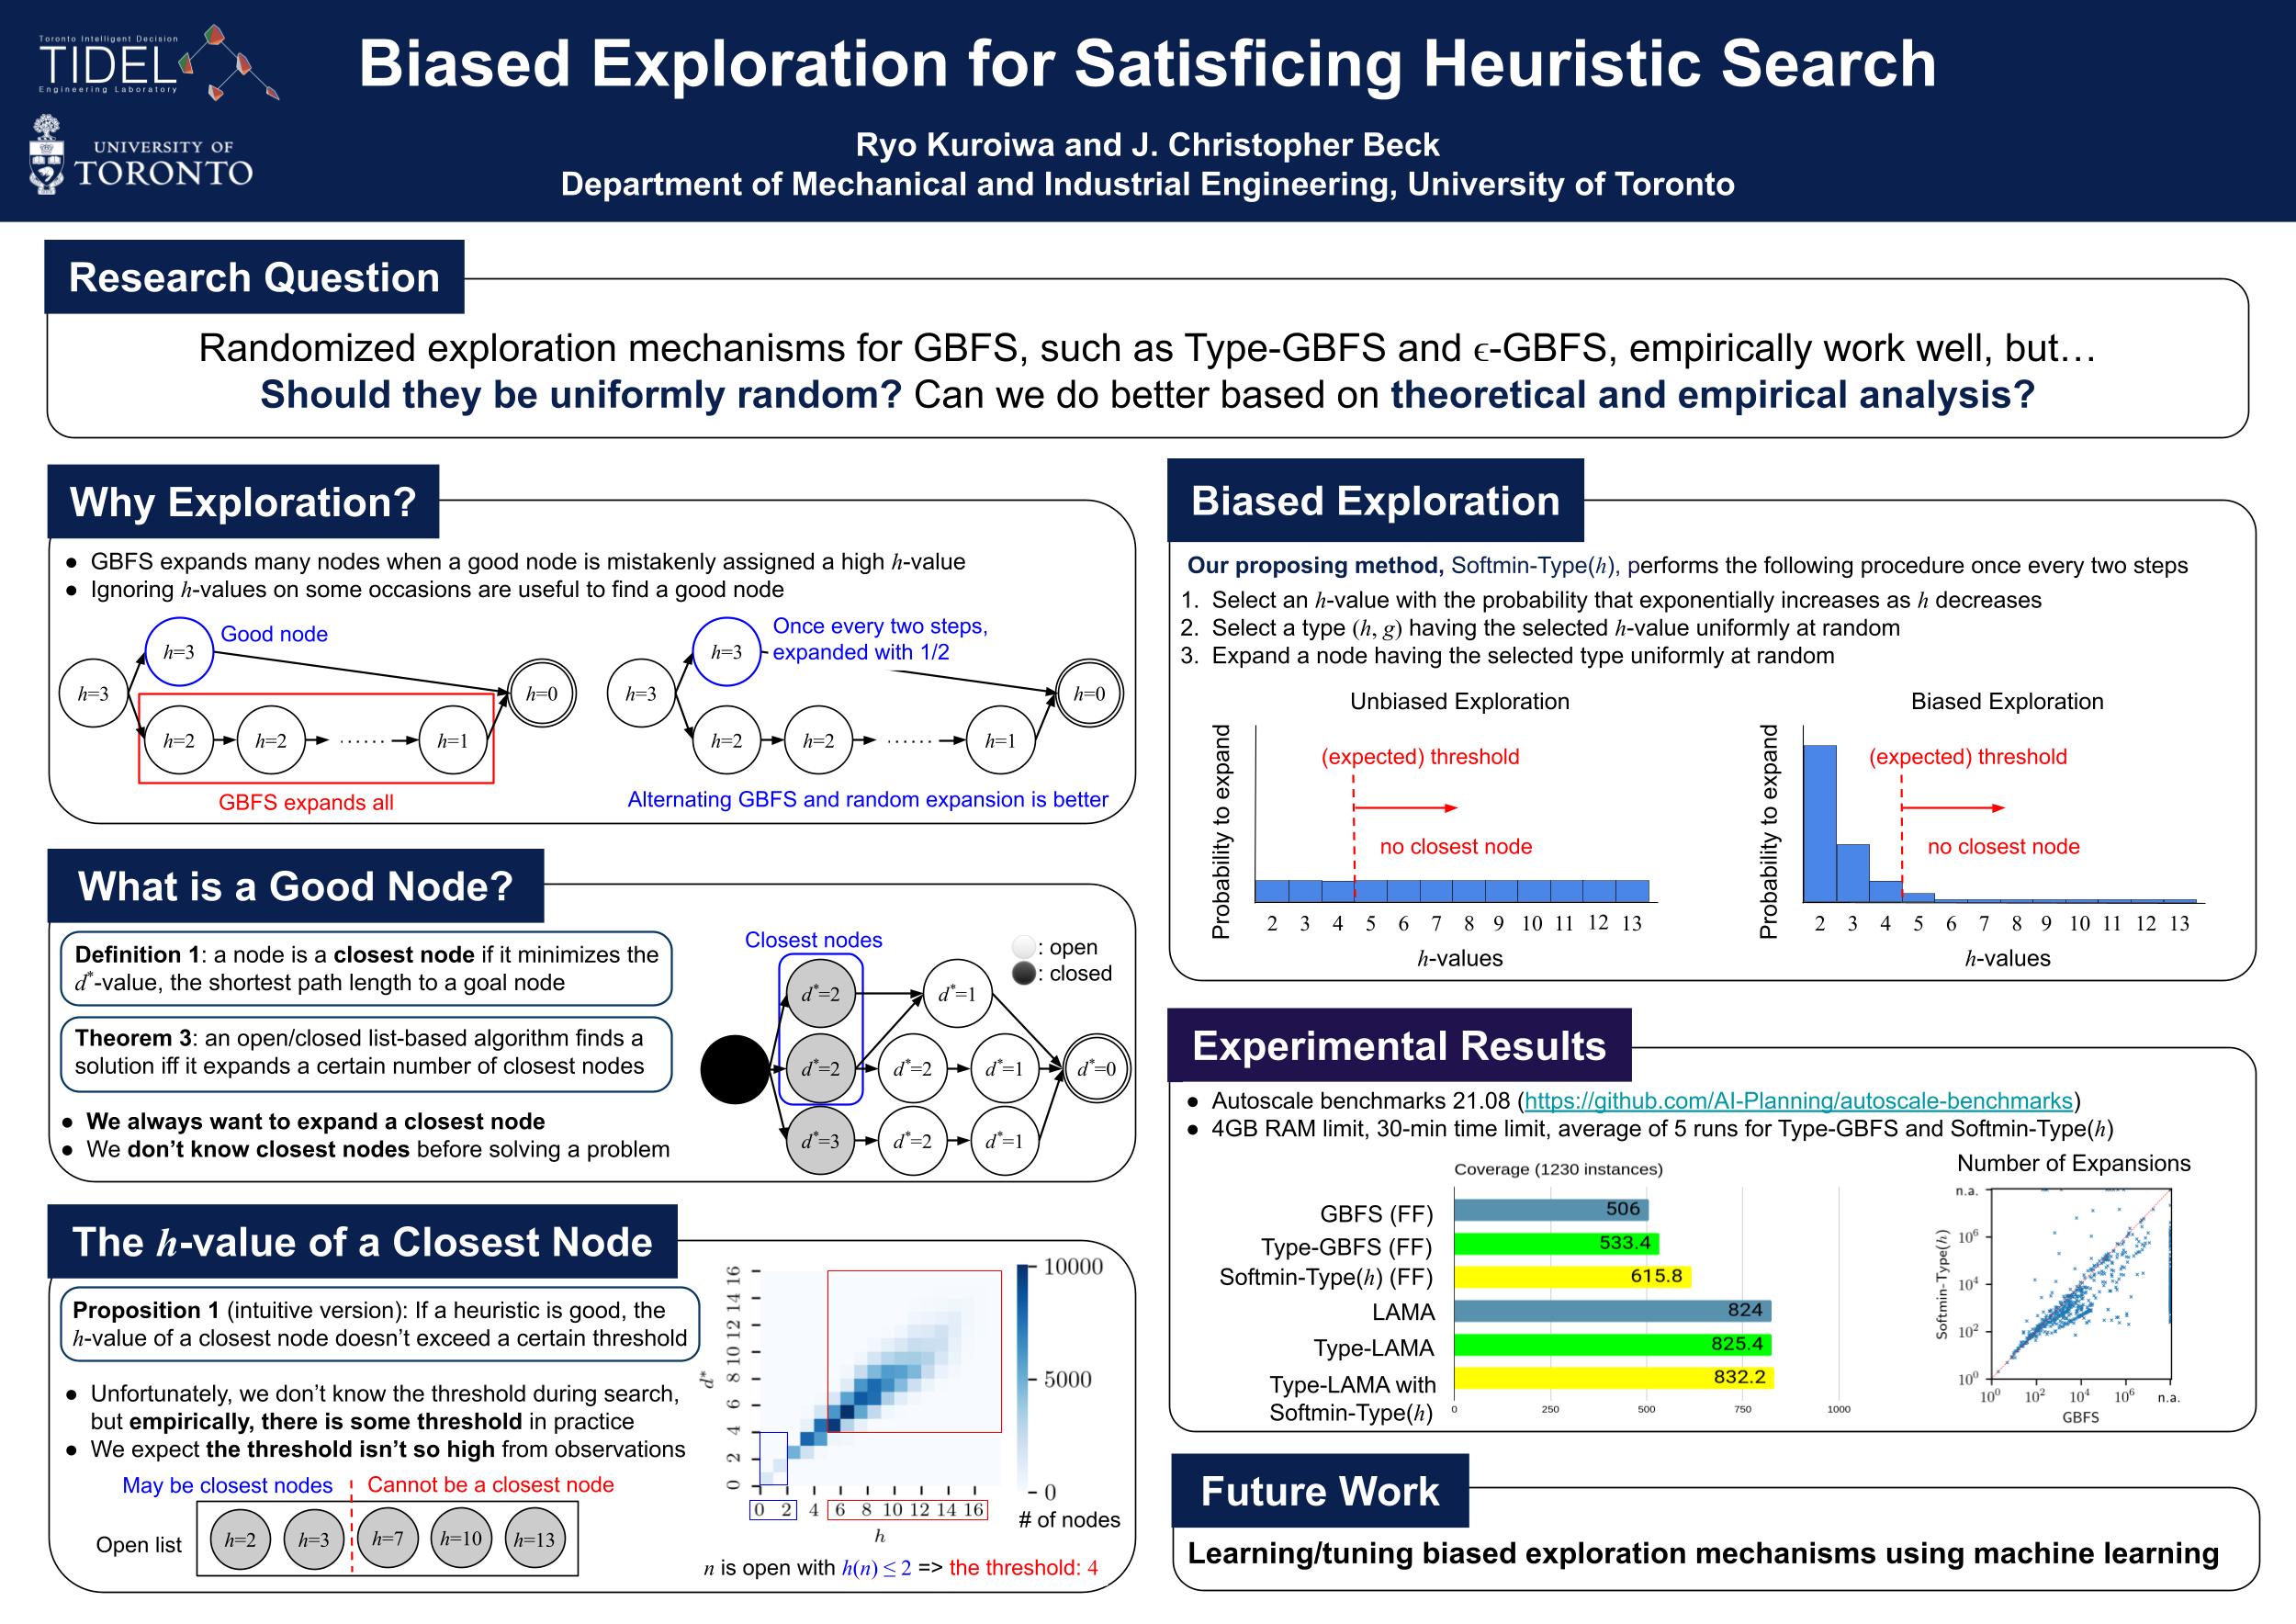 Toronto Intelligent Decision
TIDEL
Engineering Laboratory
UNIVERSITY OF
TORONTO
Biased Exploration for Satisficing Heuristic Search
Ryo Kuroiwa and J. Christopher Beck
Department of Mechanical and Industrial Engineering, University of Toronto
Research Question
Randomized exploration mechanisms for GBFS, such as Type-GBFS and ϵ-GBFS, empirically work well, but…
Should they be uniformly random? Can we do better based on theoretical and empirical analysis?
Why Exploration?
● GBFS expands many nodes when a good node is mistakenly assigned a high h-value
● Ignoring h-values on some occasions are useful to find a good node
h=3
h=3
Good node
h=0
h=2
h=2
······
h=1
GBFS expands all
h=3
h=3
Once every two steps,
expanded with 1/2
h=0
h=2
h=2
······
h=1
Alternating GBFS and random expansion is better
What is a Good Node?
Definition 1: a node is a closest node if it minimizes the
d*-value, the shortest path length to a goal node
Theorem 3: an open/closed list-based algorithm finds a
solution iff it expands a certain number of closest nodes
● We always want to expand a closest node
● We don't know closest nodes before solving a problem
Closest nodes
: open
: closed
d*=2
d*=1
d*=2
d*=2
d*=1
d*=0
d*=3
d*=2
d*=1
The h-value of a Closest Node
Proposition 1 (intuitive version): If a heuristic is good, the
h-value of a closest node doesn't exceed a certain threshold
● Unfortunately, we don't know the threshold during search,
but empirically, there is some threshold in practice
● We expect the threshold isn't so high from observations
May be closest nodes
Cannot be a closest node
Open list
h=2
h=3
h=7
h=10
h=13
d*
16
14
12
10
8
6
4
2
0
0 2 4 6 8 10 12 14 16
h
10000
5000
0
# of nodes
n is open with h(n) ≤ 2 => the threshold: 4
Biased Exploration
Our proposing method, Softmin-Type(h), performs the following procedure once every two steps
1. Select an h-value with the probability that exponentially increases as h decreases
2. Select a type (h, g) having the selected h-value uniformly at random
3. Expand a node having the selected type uniformly at random
Unbiased Exploration
Probability to expand
(expected) threshold
no closest node
2 3 4 5 6 7 8 9 10 11 12 13
h-values
Biased Exploration
Probability to expand
(expected) threshold
no closest node
2 3 4 5 6 7 8 9 10 11 12 13
h-values
Experimental Results
● Autoscale benchmarks 21.08 (https://github.com/AI-Planning/autoscale-benchmarks)
● 4GB RAM limit, 30-min time limit, average of 5 runs for Type-GBFS and Softmin-Type(h)
Coverage (1230 instances)
GBFS (FF) 506
Type-GBFS (FF) 533.4
Softmin-Type(h) (FF) 615.8
LAMA 824
Type-LAMA 825.4
Type-LAMA with 832.2
Softmin-Type(h)
0 250 500 750 1000
Number of Expansions
Softmin-Type(h)
n.a.
10⁶
10⁴
10²
10⁰
10⁰ 10² 10⁴ 10⁶ n.a.
GBFS
Future Work
Learning/tuning biased exploration mechanisms using machine learning